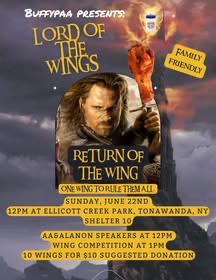 BUFFYPAA PRESENTS:
LORD OF
THE
WINGS
FAMILY
FRIENDLY
RETURN OF
THE WING
ONE WING TO RULE THEM ALL
SUNDAY, JUNE 22ND
12PM AT ELLICOTT CREEK PARK, TONAWANDA, NY
SHELTER 10
AA&ALANON SPEAKERS AT 12PM
WING COMPETITION AT 1PM
10 WINGS FOR $10 SUGGESTED DONATION